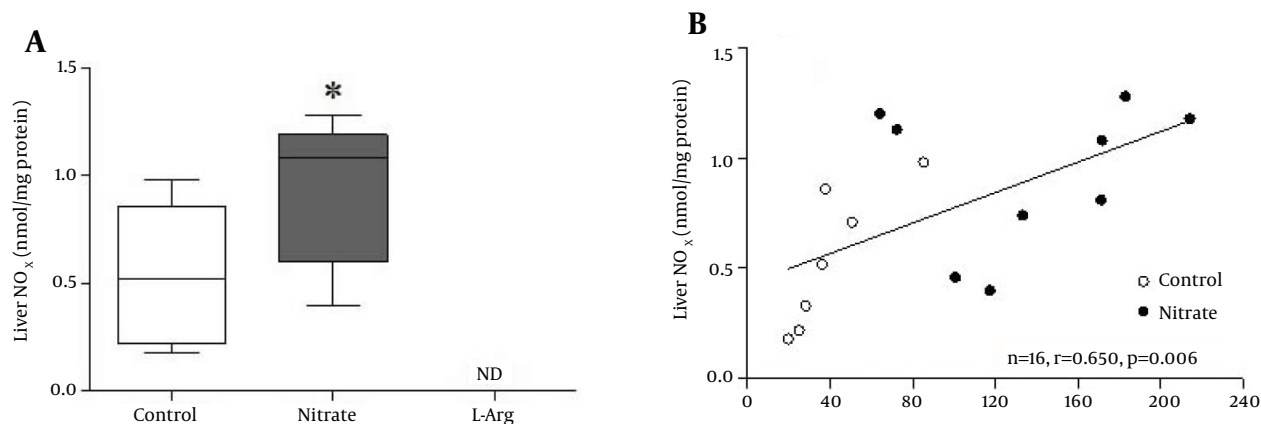 A
Liver NOx (nmol/mg protein)
1.5
1.0
0.5
0.0
*
ND
Control Nitrate L-Arg
B
Liver NOx (nmol/mg protein)
1.5
1.0
0.5
0.0
Control
Nitrate
n=16, r=0.650, p=0.006
0 40 80 120 160 200 240